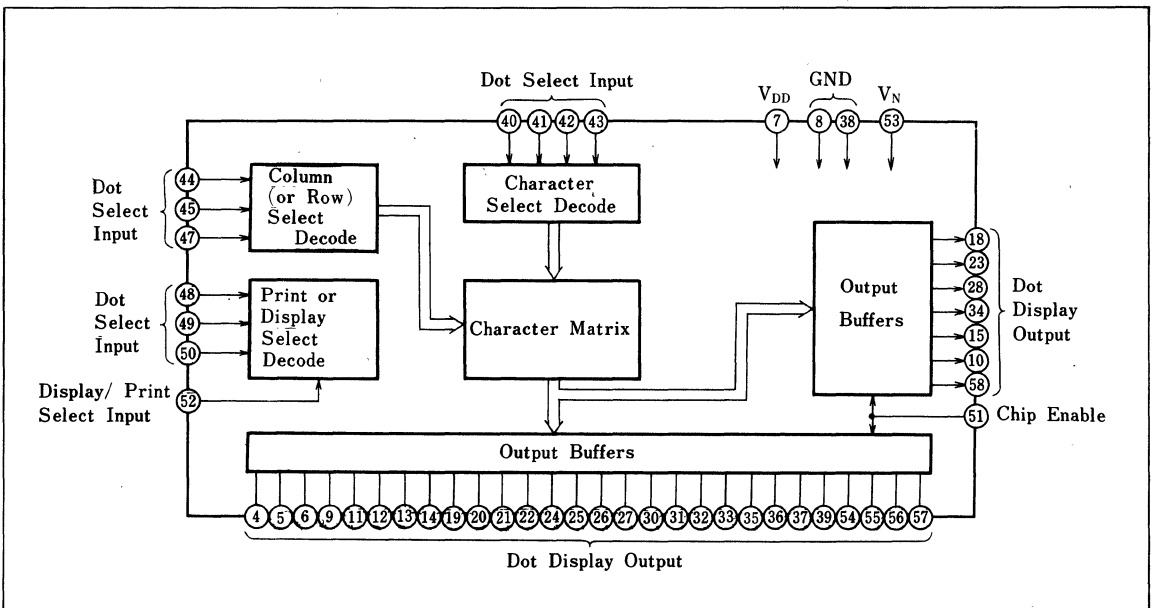 Dot Select Input
V_DD
GND
V_N
40 41 42 43
7
8 38
53
Dot
Select
Input
44
45
47
Column
(or Row)
Select
Decode
Character
Select Decode
Dot
Select
Input
48
49
50
Print or
Display
Select
Decode
Character Matrix
Output
Buffers
18
23
28
34
15
10
58
Dot
Display
Output
Display/ Print
Select Input
52
51 Chip Enable
Output Buffers
4 5 6 9 11 12 13 14 19 20 21 22 24 25 26 27 30 31 32 33 35 36 37 39 54 55 56 57
Dot Display Output